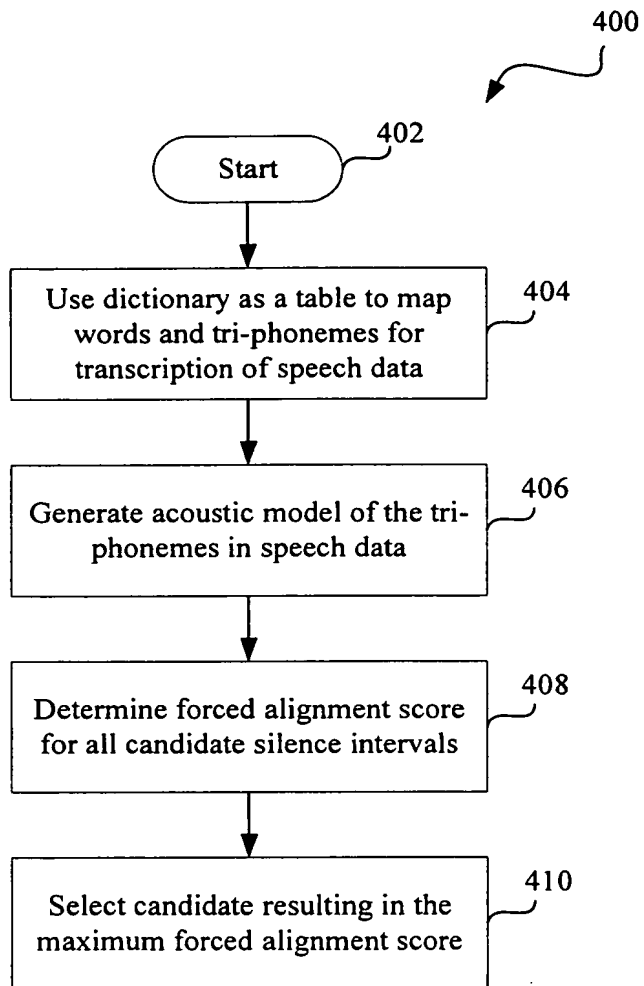 400
402
Start
404
Use dictionary as a table to map
words and tri-phonemes for
transcription of speech data
406
Generate acoustic model of the tri-
phonemes in speech data
408
Determine forced alignment score
for all candidate silence intervals
410
Select candidate resulting in the
maximum forced alignment score